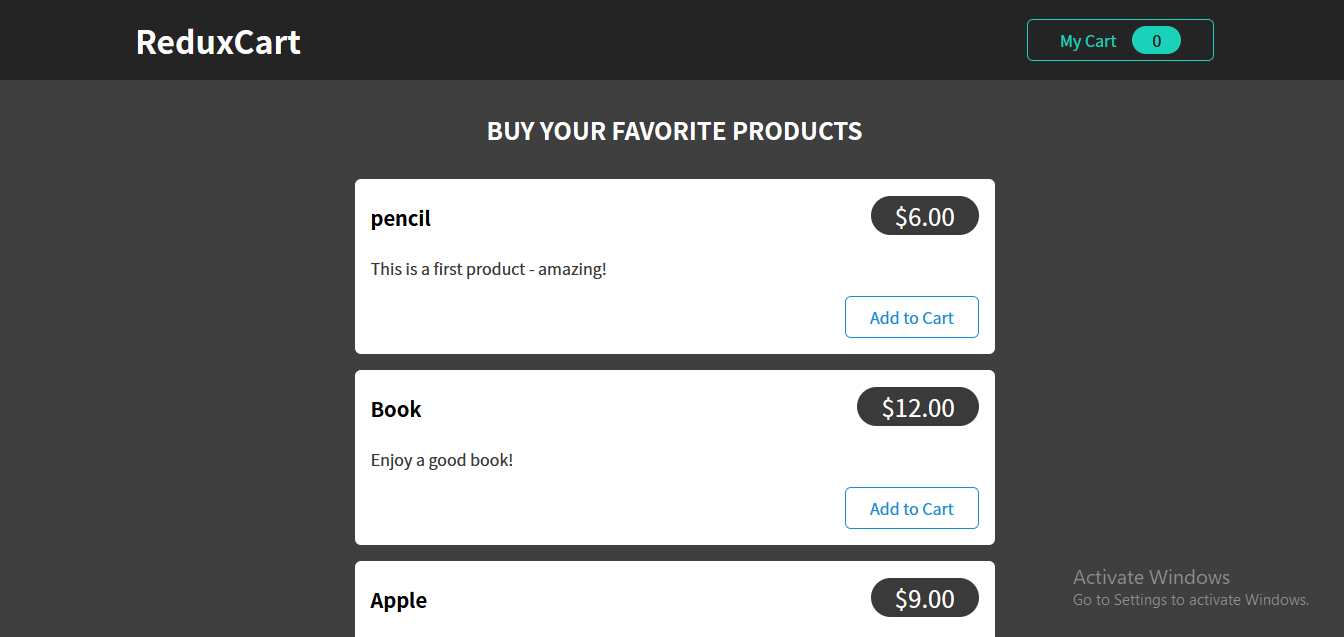 ReduxCart
My Cart 0
BUY YOUR FAVORITE PRODUCTS
pencil $6.00
This is a first product - amazing!
Add to Cart
Book $12.00
Enjoy a good book!
Add to Cart
Apple $9.00
Activate Windows
Go to Settings to activate Windows.